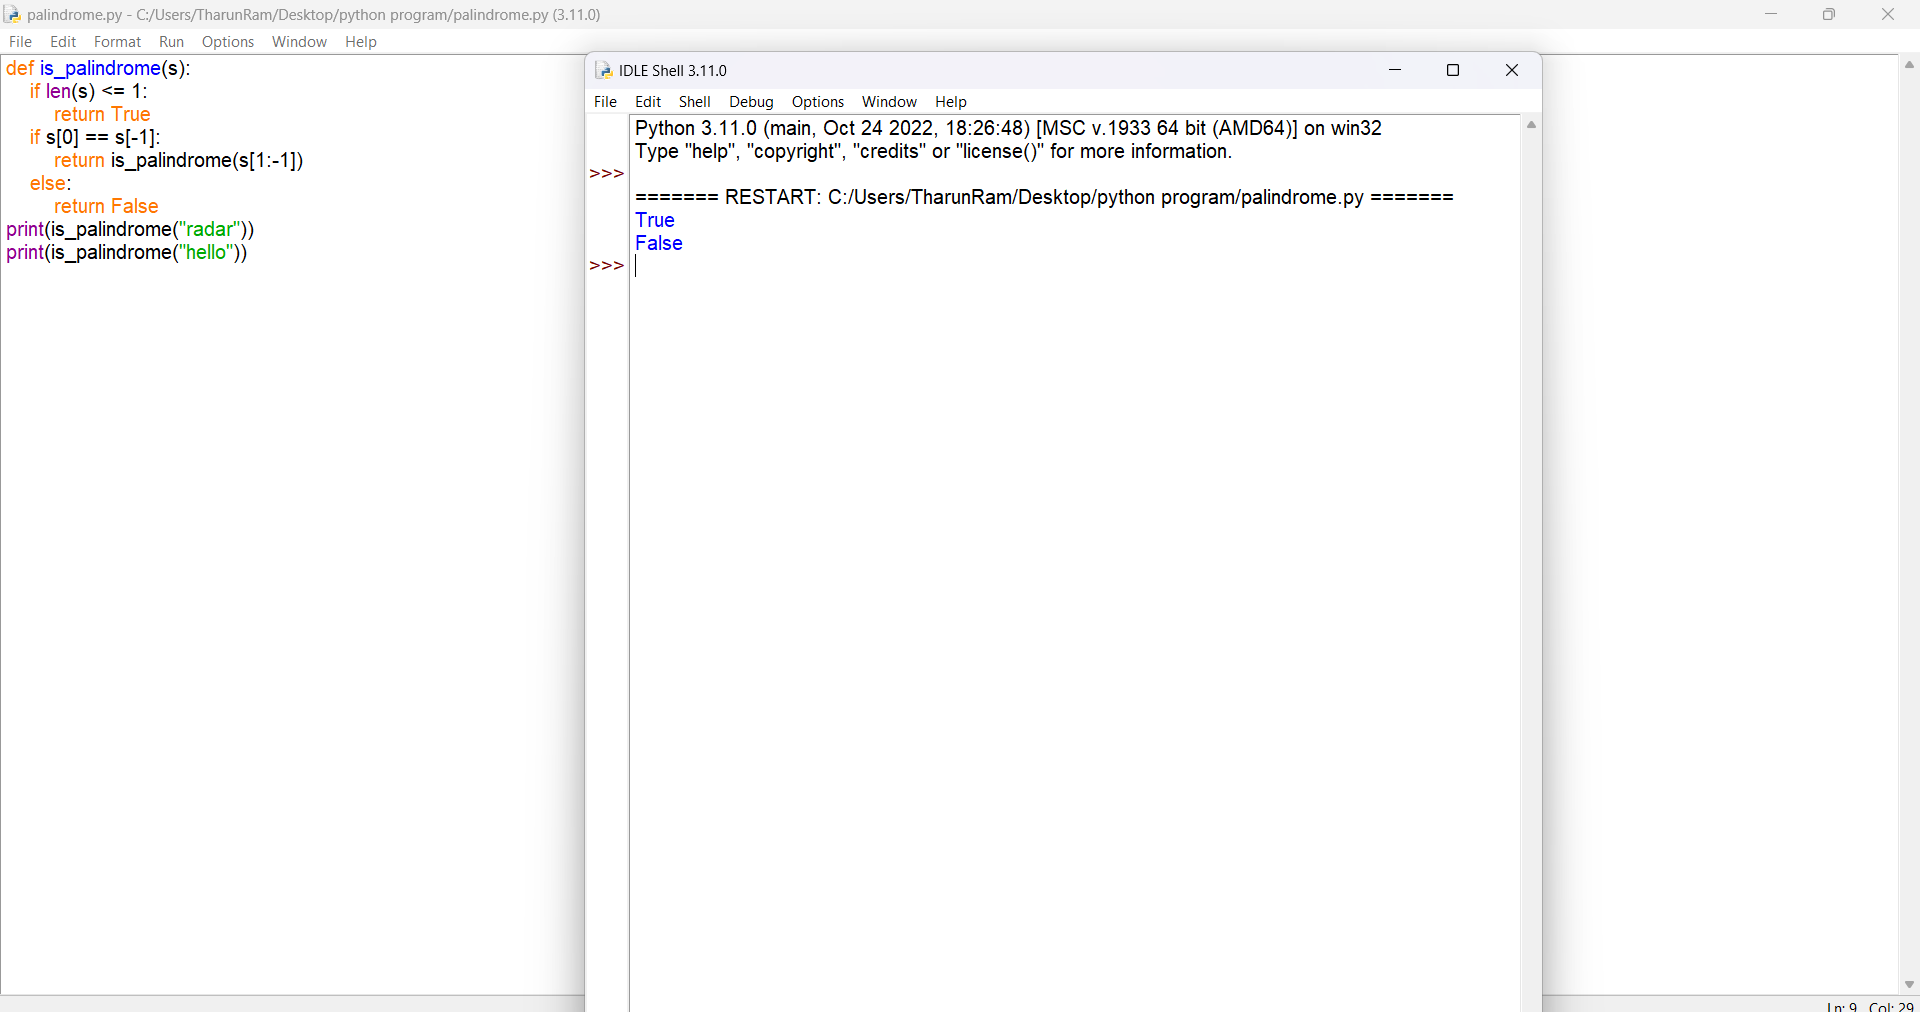 palindrome.py - C:/Users/TharunRam/Desktop/python program/palindrome.py (3.11.0)
File Edit Format Run Options Window Help
def is_palindrome(s):
    if len(s) <= 1:
        return True
    if s[0] == s[-1]:
        return is_palindrome(s[1:-1])
    else:
        return False
print(is_palindrome("radar"))
print(is_palindrome("hello"))
IDLE Shell 3.11.0
File Edit Shell Debug Options Window Help
Python 3.11.0 (main, Oct 24 2022, 18:26:48) [MSC v.1933 64 bit (AMD64)] on win32
Type "help", "copyright", "credits" or "license()" for more information.
>>>
======= RESTART: C:/Users/TharunRam/Desktop/python program/palindrome.py =======
True
False
>>>
Ln: 9 Col: 29